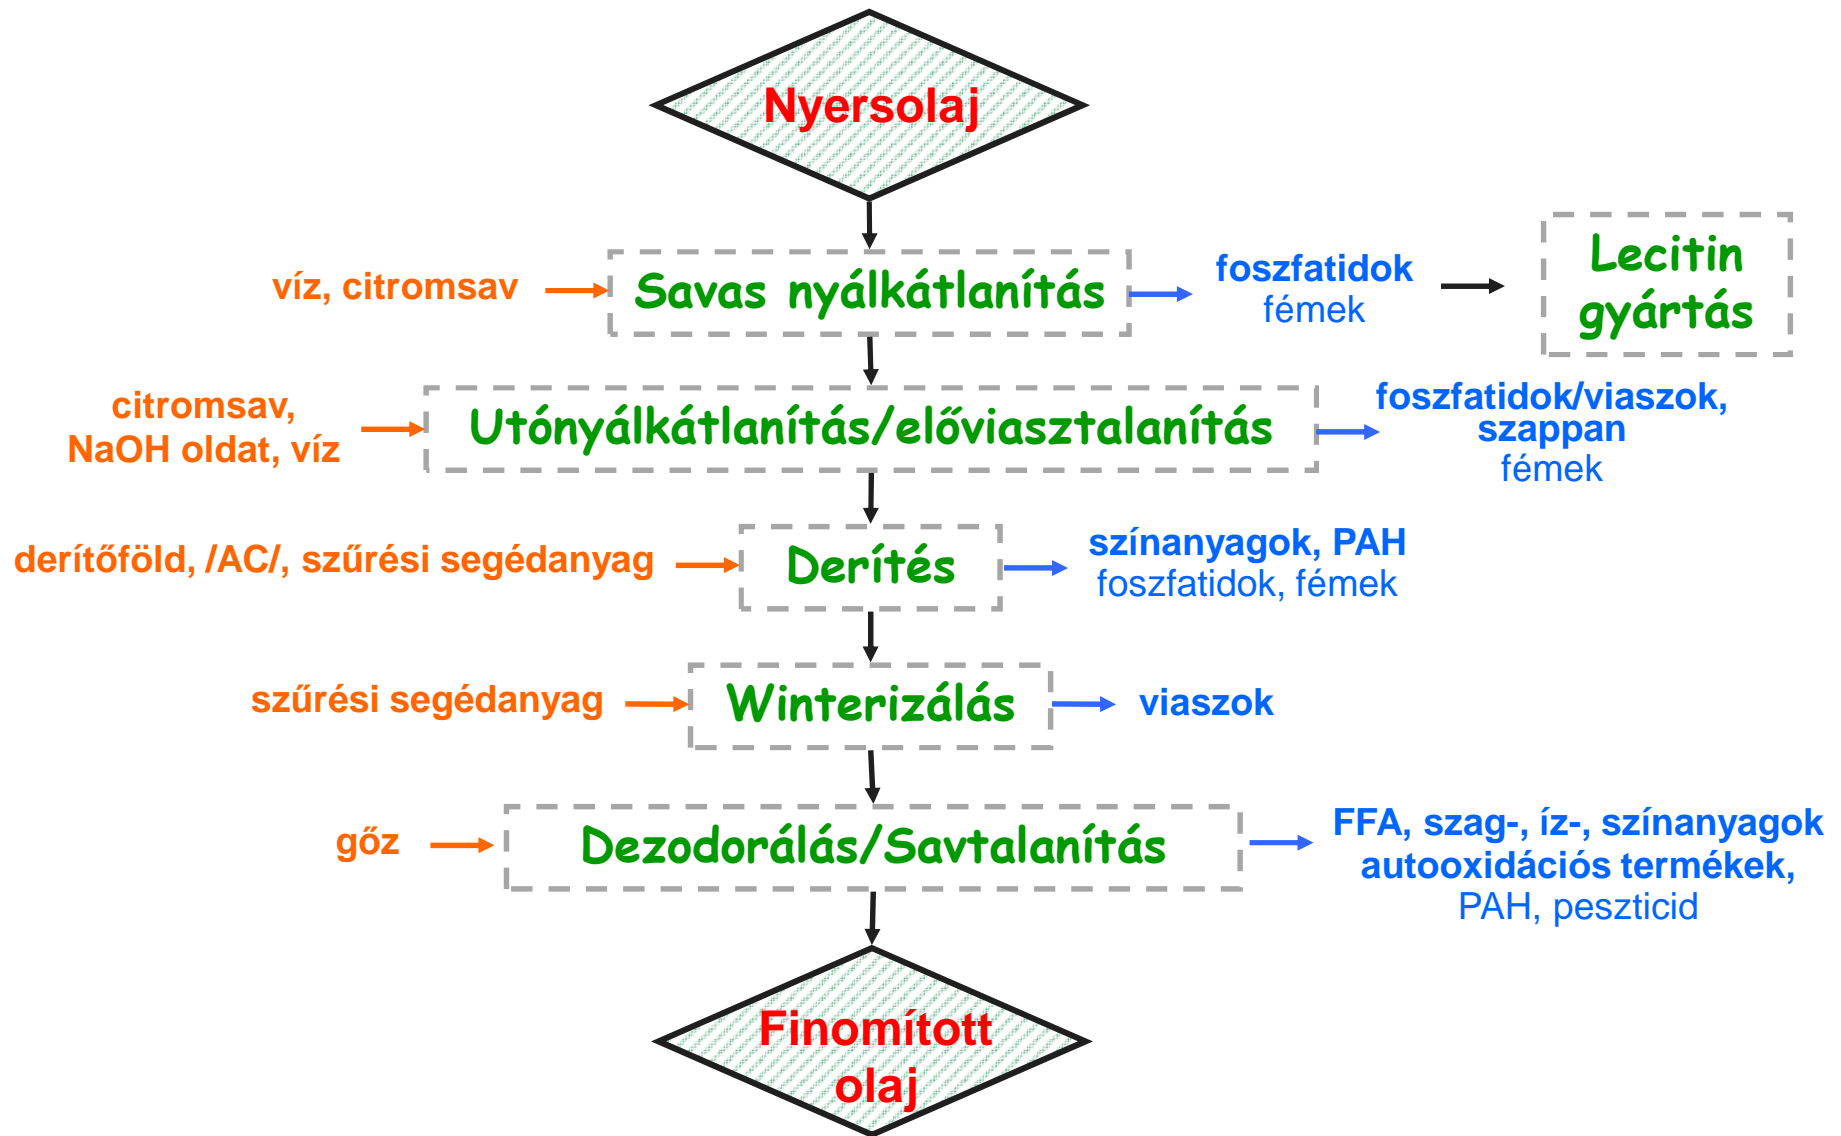 Nyersolaj
víz, citromsav
Savas nyálkátlanítás
foszfatidok
fémek
Lecitin
gyártás
citromsav,
NaOH oldat, víz
Utónyálkátlanítás/előviasztalanítás
foszfatidok/viaszok,
szappan
fémek
derítőföld, /AC/, szűrési segédanyag
Derítés
színanyagok, PAH
foszfatidok, fémek
szűrési segédanyag
Winterizálás
viaszok
gőz
Dezodorálás/Savtalanítás
FFA, szag-, íz-, színanyagok
autooxidációs termékek,
PAH, peszticid
Finomított
olaj